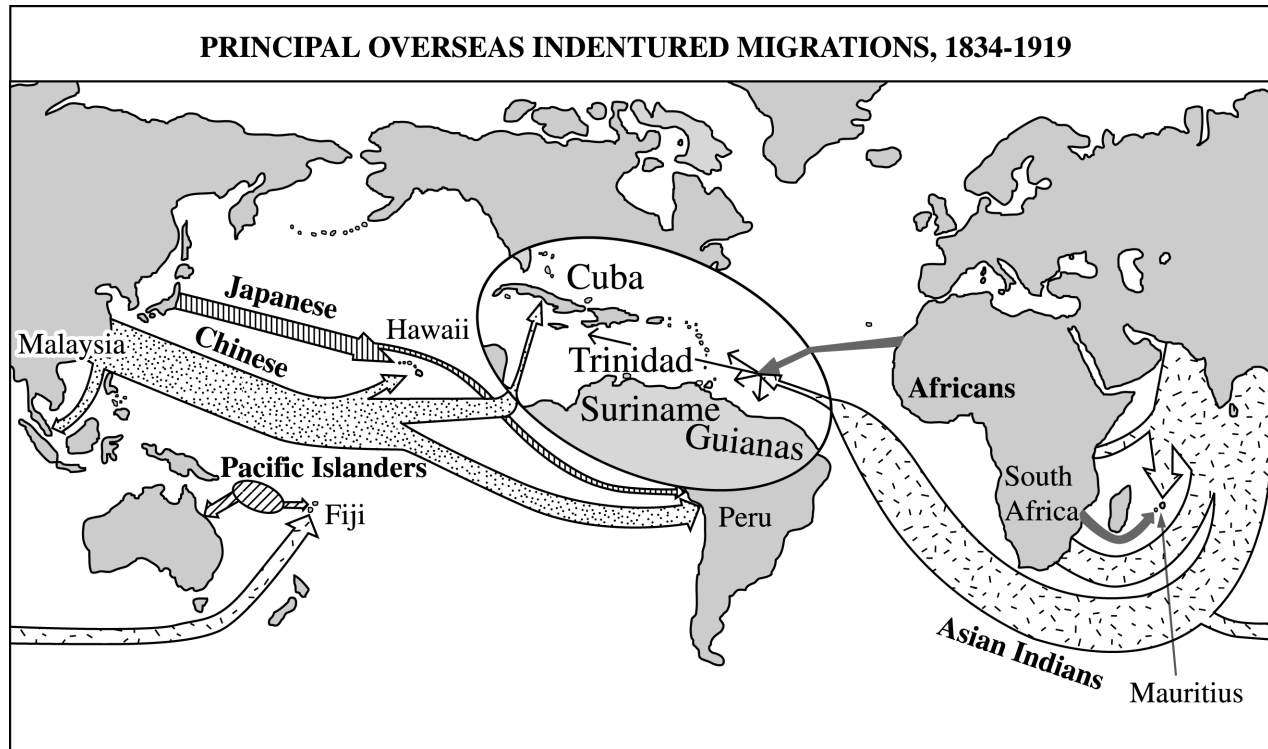 PRINCIPAL OVERSEAS INDENTURED MIGRATIONS, 1834-1919
Cuba
Japanese
Hawaii
Malaysia
Chinese
Trinidad
Africans
Suriname
Guianas
Pacific Islanders
South
Africa
Fiji
Peru
Asian Indians
Mauritius